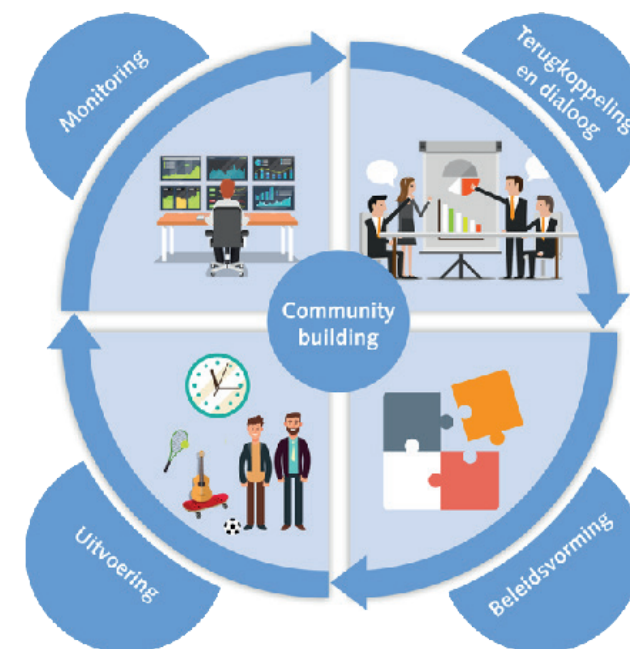 Monitoring
Terugkoppeling
en dialoog
Community
building
Uitvoering
Beleidsvorming